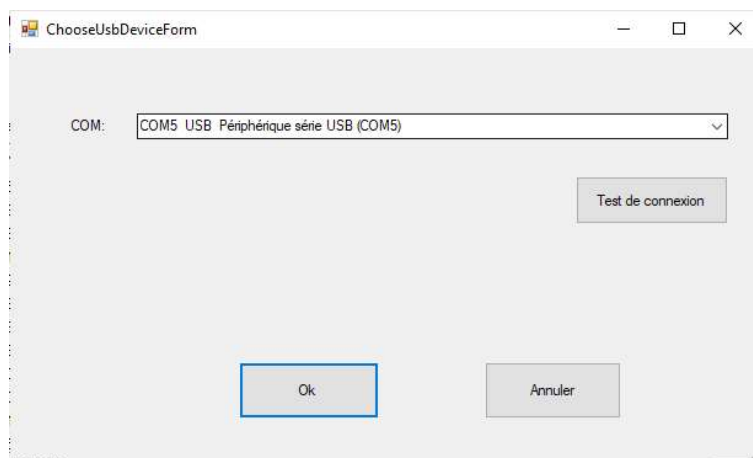 ChooseUsbDeviceForm
COM: COM5 USB Périphérique série USB (COM5)
Test de connexion
Ok Annuler